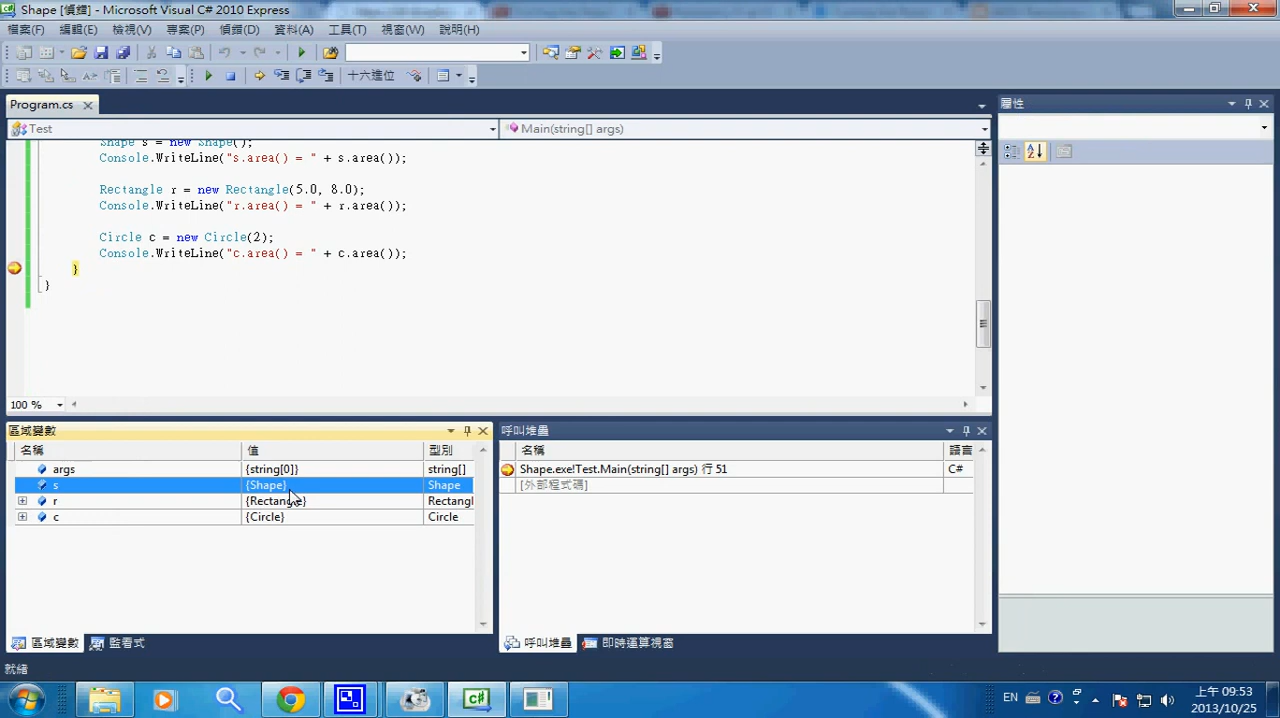 Shape [偵錯] - Microsoft Visual C# 2010 Express
檔案(F) 編輯(E) 檢視(V) 專案(P) 偵錯(D) 資料(A) 工具(T) 視窗(W) 說明(H)
十六進位
Program.cs
屬性
Test
Main(string[] args)
Shape s = new Shape();
Console.WriteLine("s.area() = " + s.area());
Rectangle r = new Rectangle(5.0, 8.0);
Console.WriteLine("r.area() = " + r.area());
Circle c = new Circle(2);
Console.WriteLine("c.area() = " + c.area());
}
}
100 %
區域變數
名稱 值 型別
args {string[0]} string[]
s {Shape} Shape
r {Rectangle} Rectangl
c {Circle} Circle
區域變數 監看式
呼叫堆疊
名稱 語言
Shape.exe!Test.Main(string[] args) 行 51 C#
[外部程式碼]
呼叫堆疊 即時運算視窗
就緒
EN
上午 09:53
2013/10/25